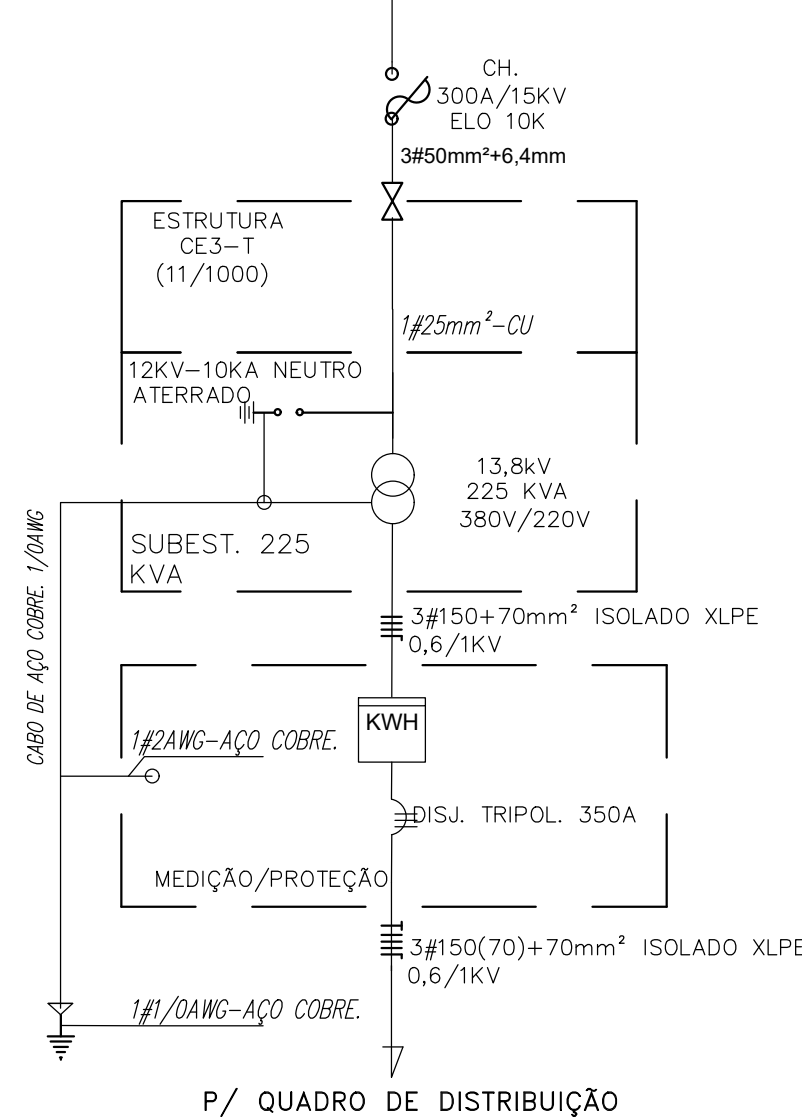 CH.
300A/15KV
ELO 10K
3#50mm²+6,4mm
ESTRUTURA
CE3-T
(11/1000)
1#25mm²-CU
12KV-10KA NEUTRO
ATERRADO
13,8kV
225 KVA
380V/220V
SUBEST. 225
KVA
CABO DE AÇO COBRE. 1/0AWG
3#150+70mm² ISOLADO XLPE
0,6/1KV
KWH
1#2AWG-AÇO COBRE.
DISJ. TRIPOL. 350A
MEDIÇÃO/PROTEÇÃO
3#150(70)+70mm² ISOLADO XLPE
0,6/1KV
1#1/0AWG-AÇO COBRE.
P/ QUADRO DE DISTRIBUIÇÃO